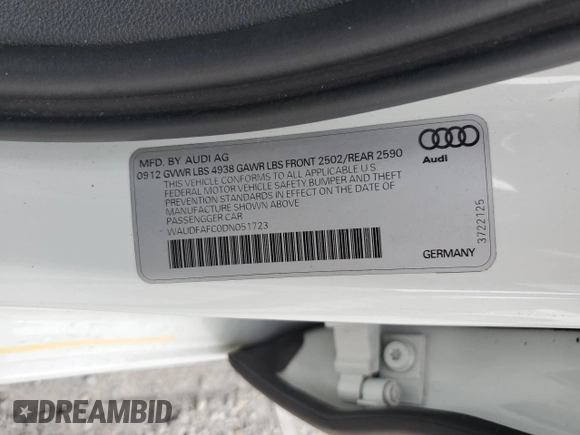 MFD. BY AUDI AG
0912 GVWR LBS 4938 GAWR LBS FRONT 2502/REAR 2590
THIS VEHICLE CONFORMS TO ALL APPLICABLE U.S
FEDERAL MOTOR VEHICLE SAFETY, BUMPER AND THEFT
PREVENTION STANDARDS IN EFFECT ON THE DATE OF
MANUFACTURE SHOWN ABOVE
PASSENGGER CAR
WAUDFAFC0DN051723
Audi
3722125
GERMANY
DREAMBID